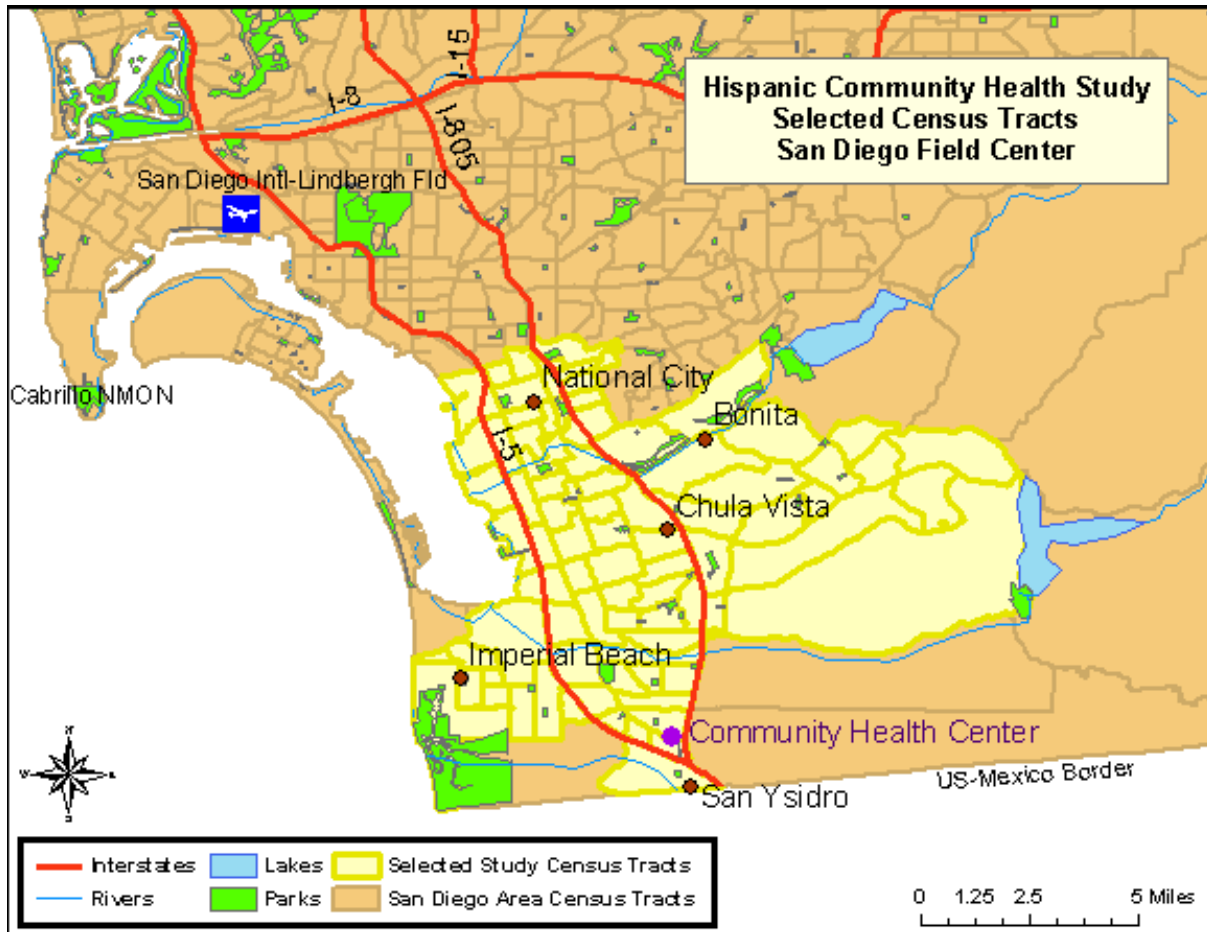 Hispanic Community Health Study
Selected Census Tracts
San Diego Field Center
I-15
I-8
I-805
San Diego Intl-Lindbergh Fld
Cabrillo NMON
National City
Bonita
I-5
Chula Vista
Imperial Beach
Community Health Center
US-Mexico Border
San Ysidro
Interstates
Lakes
Selected Study Census Tracts
Rivers
Parks
San Diego Area Census Tracts
0 1.25 2.5 5 Miles